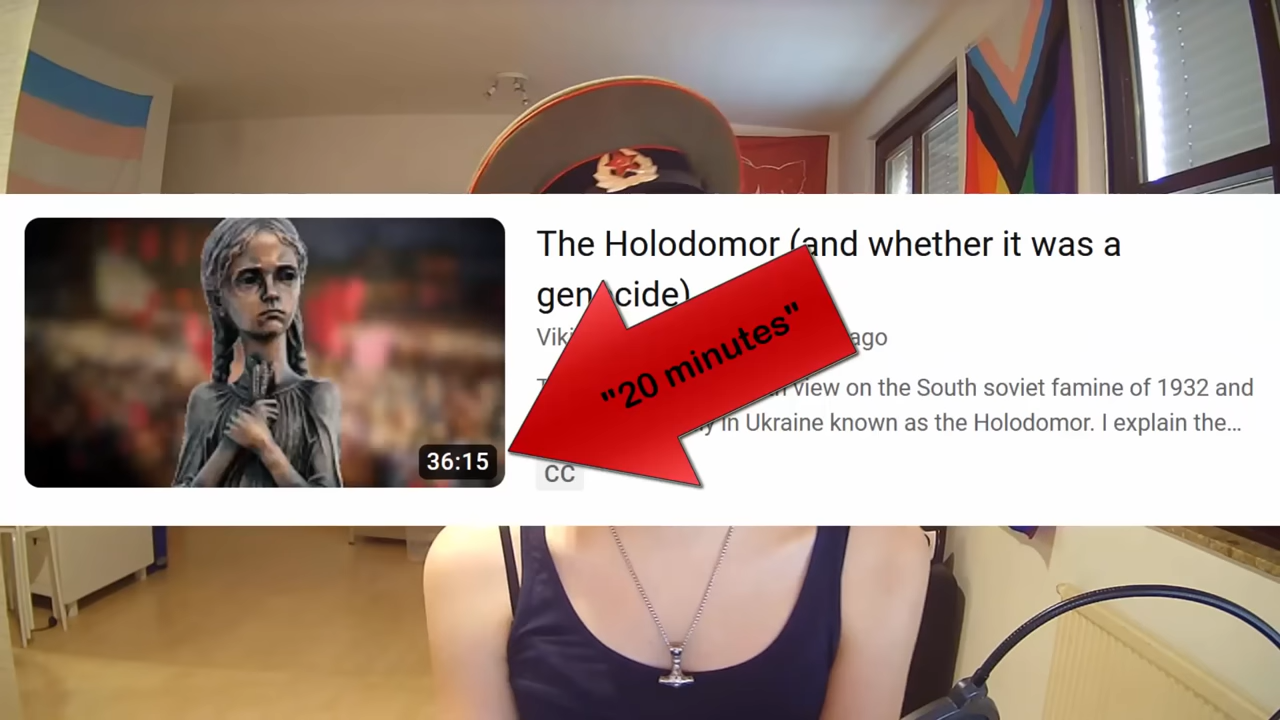 The Holodomor (and whether it was a
gen cide)
ago
view on the South soviet famine of 1932 and
in Ukraine known as the Holodomor. I explain the...
"20 minutes"
36:15
CC